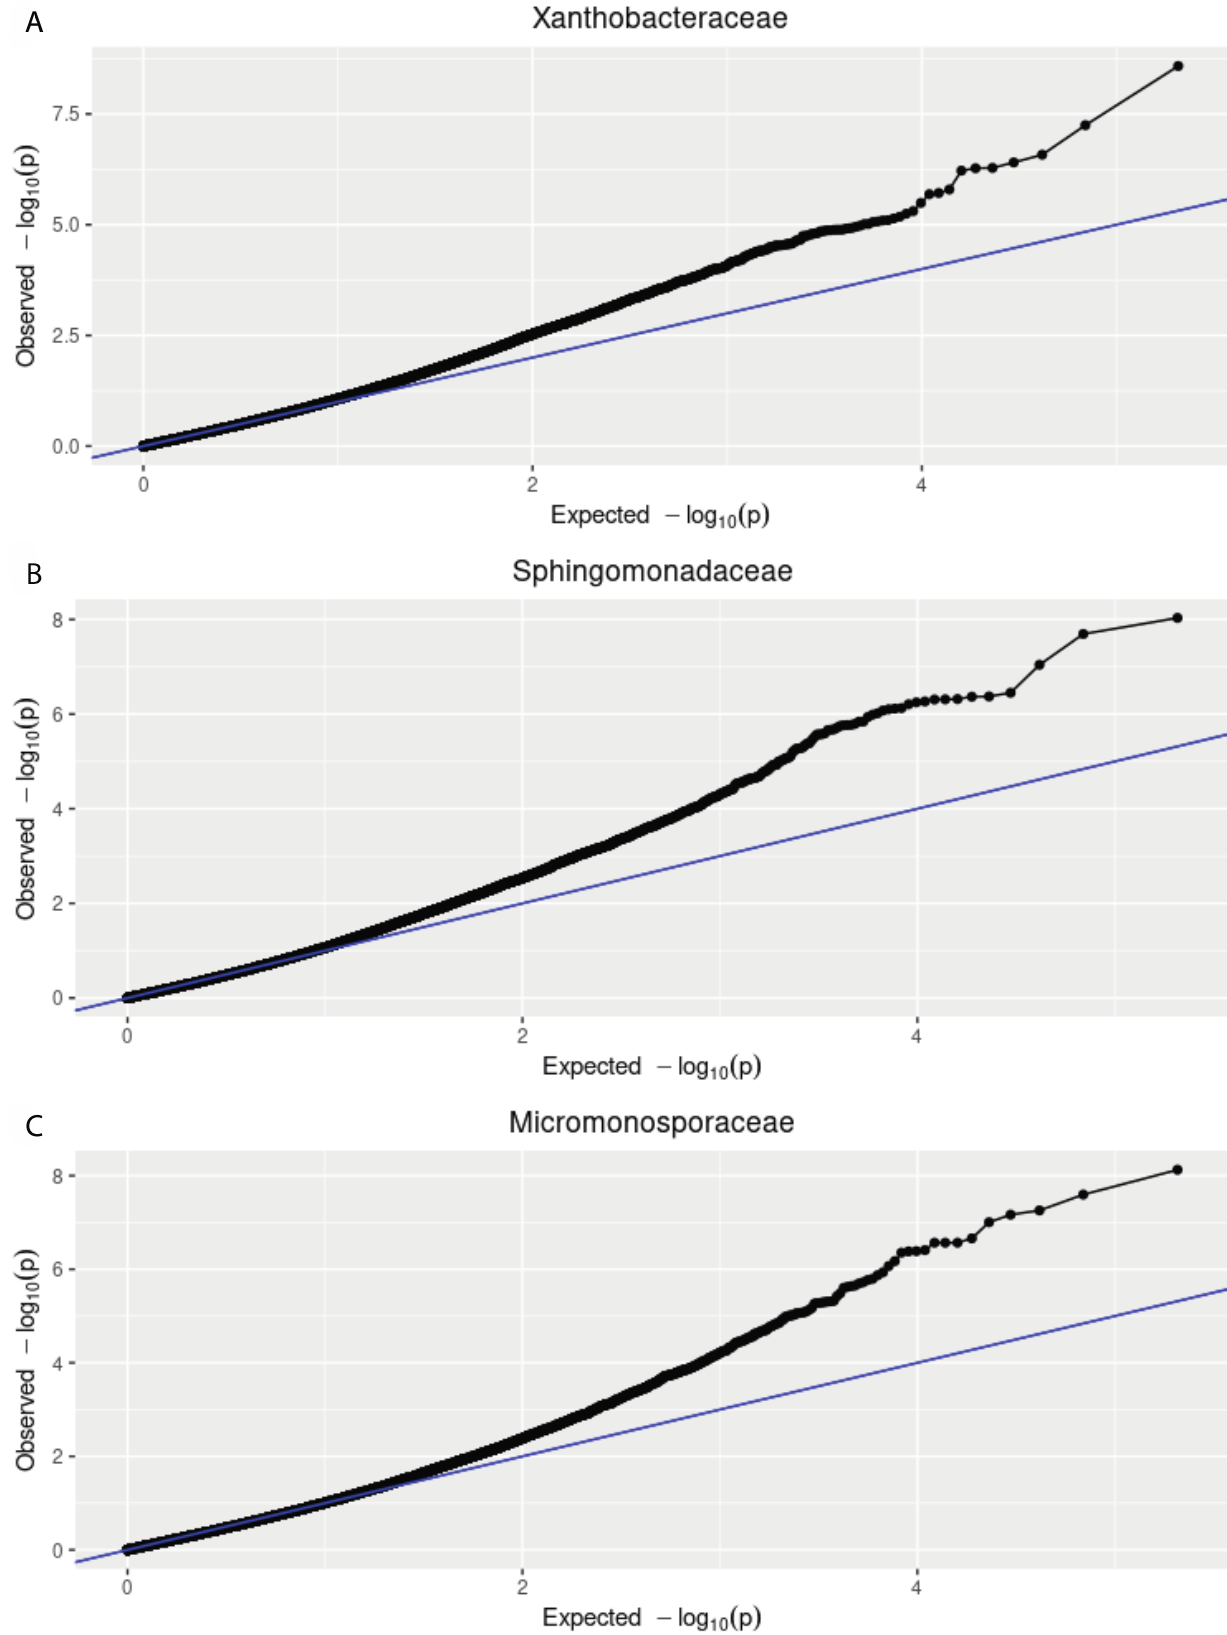 A
Xanthobacteraceae
7.5
5.0
2.5
0.0
Observed −log10(p)
0 2 4
Expected −log10(p)
B
Sphingomonadaceae
8
6
4
2
0
Observed −log10(p)
0 2 4
Expected −log10(p)
C
Micromonosporaceae
8
6
4
2
0
Observed −log10(p)
0 2 4
Expected −log10(p)